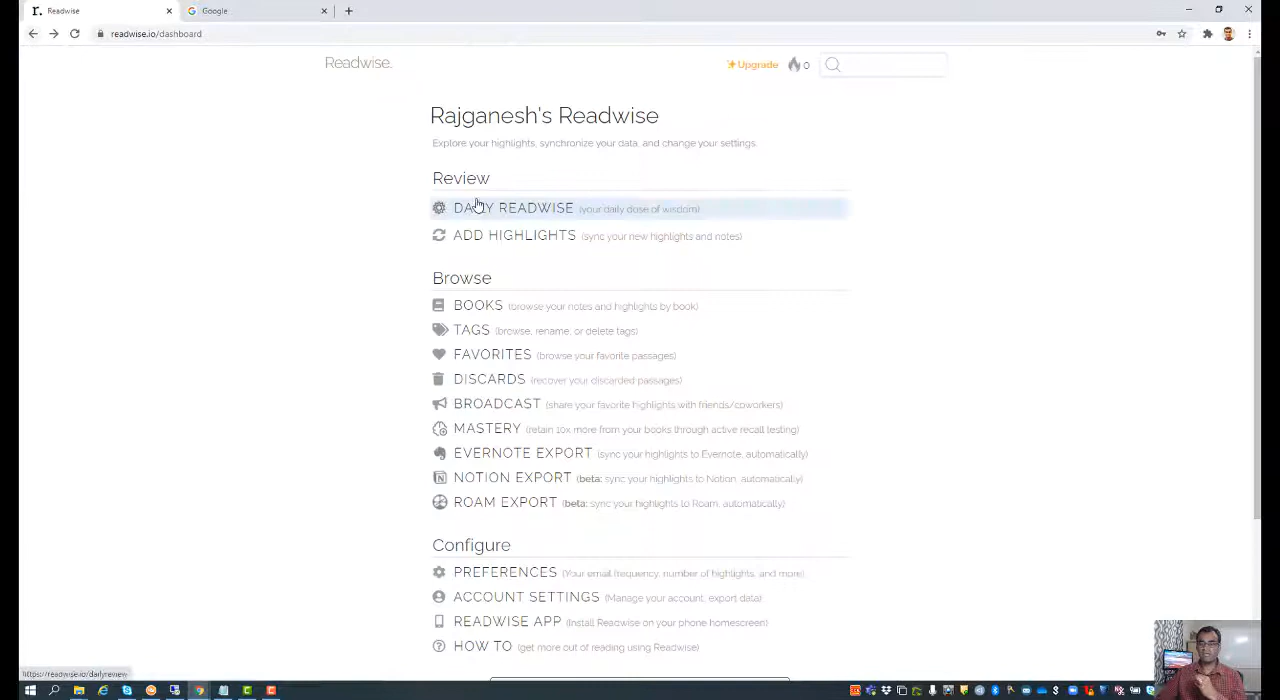 Readwise
Google
readwise.io/dashboard
Readwise.
Upgrade
0
Rajganesh's Readwise
Explore your highlights, synchronize your data, and change your settings.
Review
DAILY READWISE (your daily dose of wisdom)
ADD HIGHLIGHTS (sync your new highlights and notes)
Browse
BOOKS (browse your notes and highlights by book)
TAGS (browse, rename, or delete tags)
FAVORITES (browse your favorite passages)
DISCARDS (recover your discarded passages)
BROADCAST (share your favorite highlights with friends/coworkers)
MASTERY (retain 10x more from your books through active recall testing)
EVERNOTE EXPORT (sync your highlights to Evernote, automatically)
NOTION EXPORT (beta: sync your highlights to Notion, automatically)
ROAM EXPORT (beta: sync your highlights to Roam, automatically)
Configure
PREFERENCES (Your email frequency, number of highlights, and more)
ACCOUNT SETTINGS (Manage your account, export data)
READWISE APP (Install Readwise on your phone homescreen)
HOW TO (get more out of reading using Readwise)
https://readwise.io/dailyreview